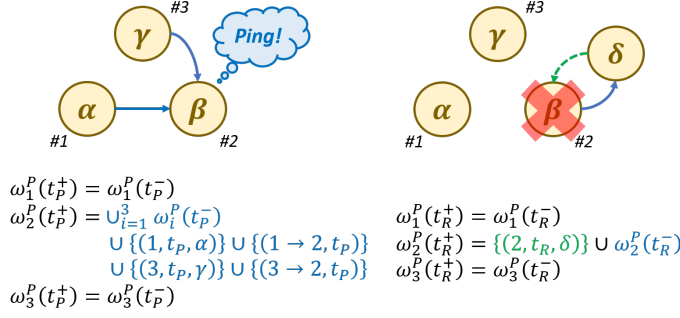 #3
γ
Ping!
α
β
#1
#2
#3
γ
δ
α
β
#1
#2
ω₁ᴾ(t_P⁺) = ω₁ᴾ(t_P⁻)
ω₂ᴾ(t_P⁺) = ∪³ᵢ₌₁ ωᵢᴾ(t_P⁻)
∪ {(1, t_P, α)} ∪ {(1 → 2, t_P)}
∪ {(3, t_P, γ)} ∪ {(3 → 2, t_P)}
ω₃ᴾ(t_P⁺) = ω₃ᴾ(t_P⁻)
ω₁ᴾ(t_R⁺) = ω₁ᴾ(t_R⁻)
ω₂ᴾ(t_R⁺) = {(2, t_R, δ)} ∪ ω₂ᴾ(t_R⁻)
ω₃ᴾ(t_R⁺) = ω₃ᴾ(t_R⁻)